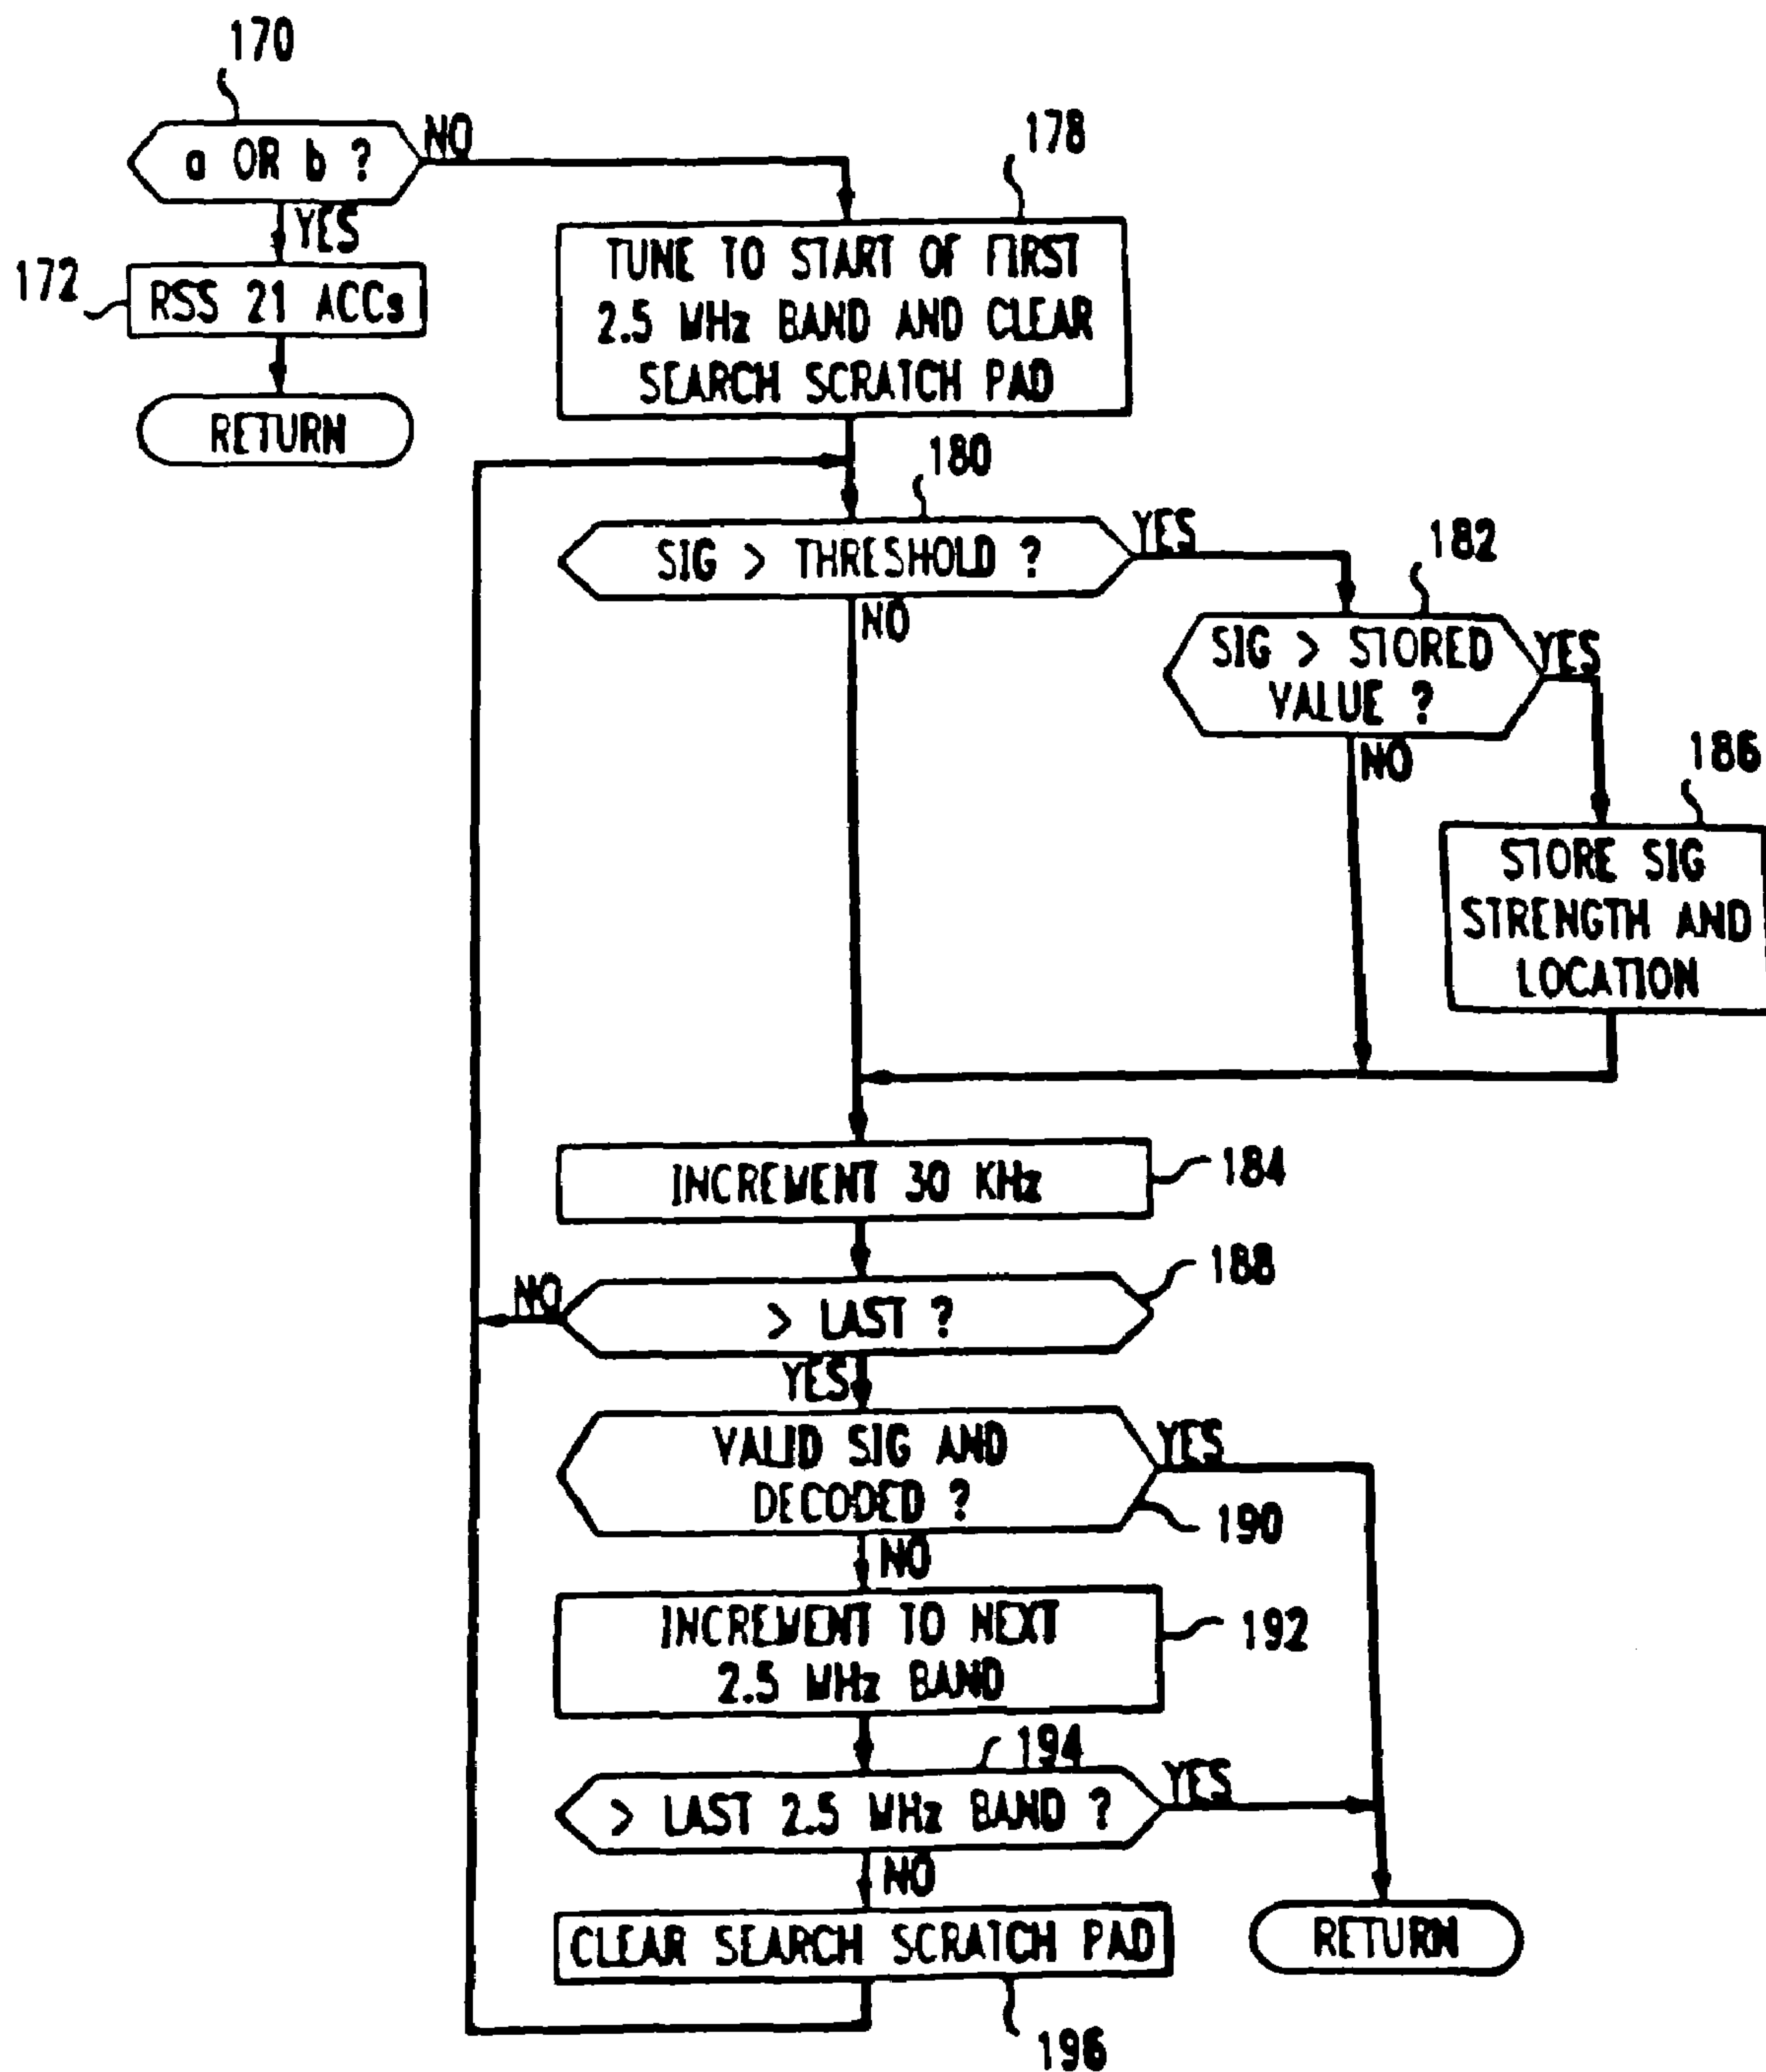 170
a OR b ?
NO
YES
172
RSS 21 ACCs
RETURN
178
TUNE TO START OF FIRST
2.5 MHz BAND AND CLEAR
SEARCH SCRATCH PAD
180
SIG > THRESHOLD ?
YES
NO
182
SIG > STORED
VALUE ?
YES
NO
186
STORE SIG
STRENGTH AND
LOCATION
INCREMENT 30 KHz
184
188
NO
> LAST ?
YES
VALID SIG AND
DECODED ?
YES
190
NO
INCREMENT TO NEXT
2.5 MHz BAND
192
194
> LAST 2.5 MHz BAND ?
YES
NO
CLEAR SEARCH SCRATCH PAD
RETURN
196